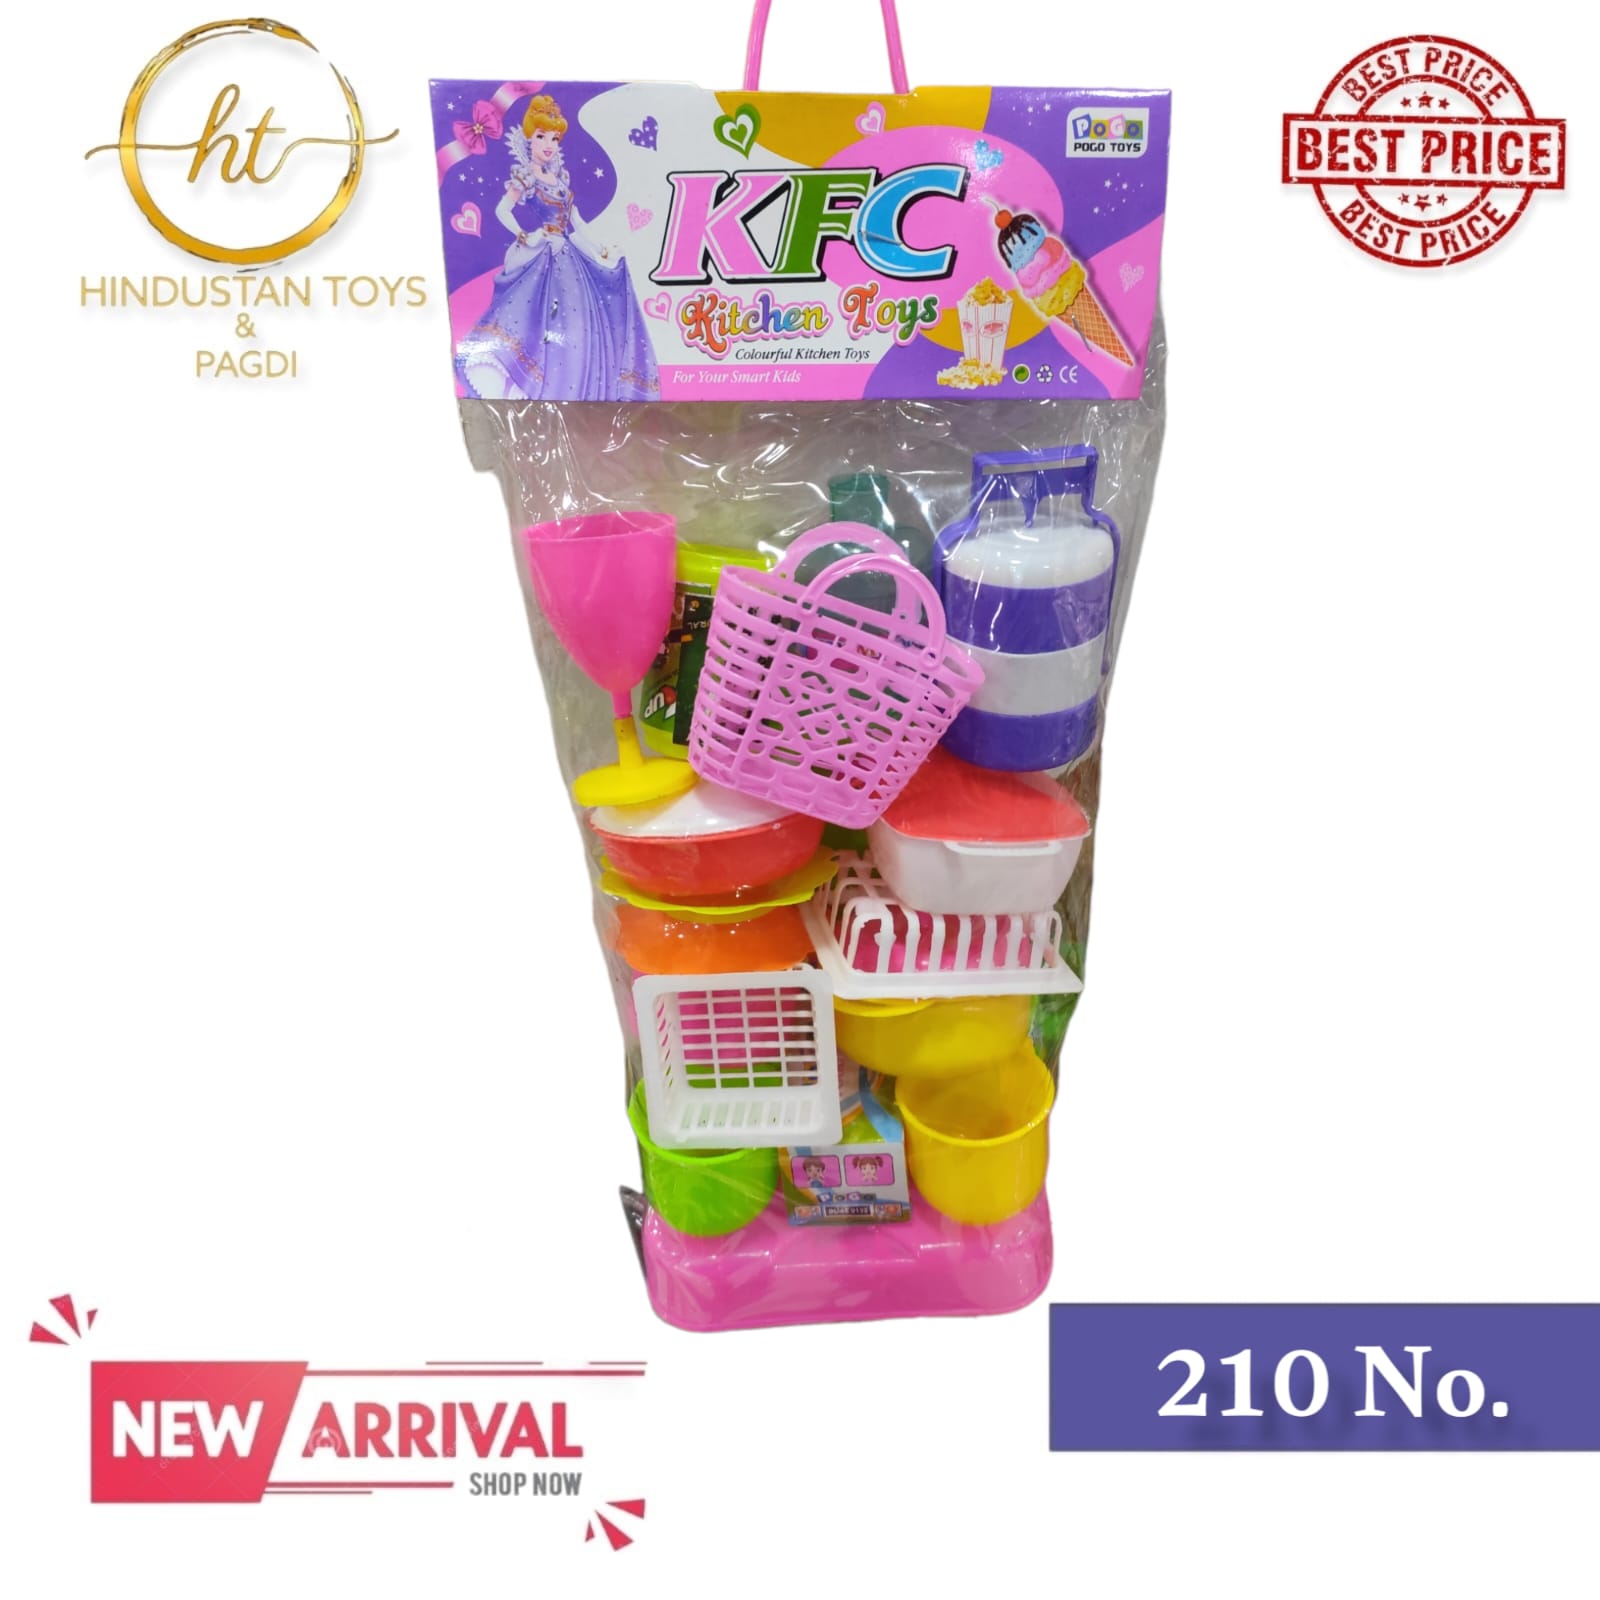 ht
HINDUSTAN TOYS
&
PAGDI
BEST PRICE
BEST PRICE
BEST PRICE
POGO
POGO TOYS
KFC
Kitchen Toys
Colourful Kitchen Toys
For Your Smart Kids
CE
POGO
NEW ARRIVAL
SHOP NOW
210 No.